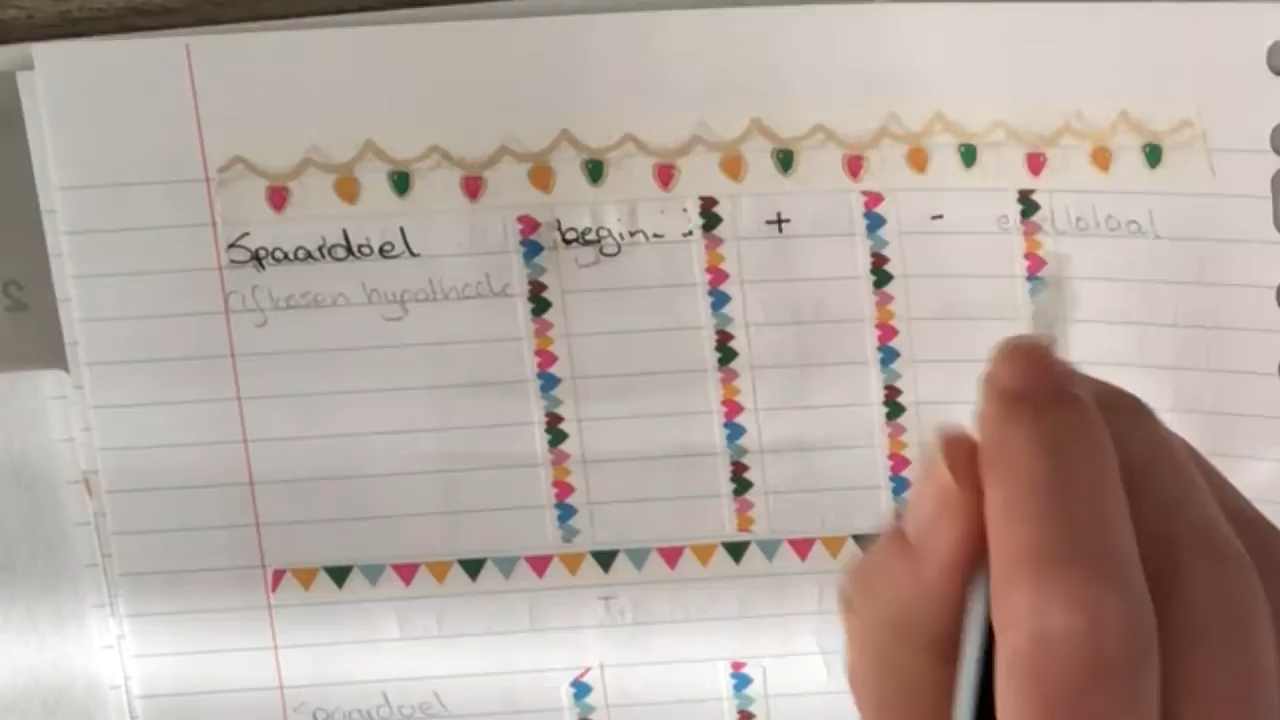 Spaardoel begin + - eindtotaal
aflossen hypotheek
Spaardoel